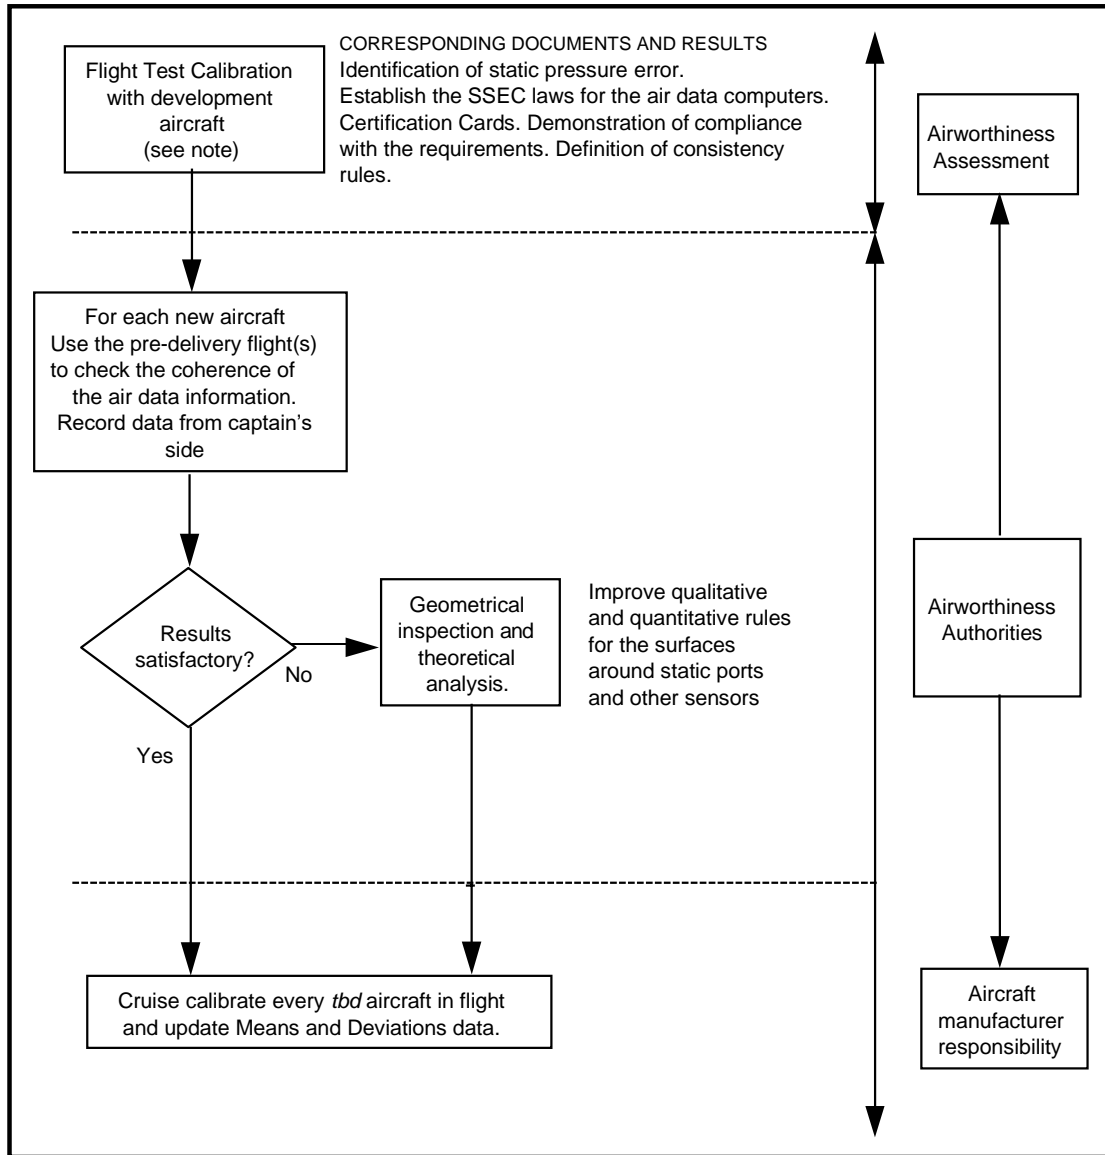 Flight Test Calibration
with development
aircraft
(see note)
CORRESPONDING DOCUMENTS AND RESULTS
Identification of static pressure error.
Establish the SSEC laws for the air data computers.
Certification Cards. Demonstration of compliance
with the requirements. Definition of consistency
rules.
Airworthiness
Assessment
For each new aircraft
Use the pre-delivery flight(s)
to check the coherence of
the air data information.
Record data from captain's
side
Results
satisfactory?
No
Yes
Geometrical
inspection and
theoretical
analysis.
Improve qualitative
and quantitative rules
for the surfaces
around static ports
and other sensors
Airworthiness
Authorities
Cruise calibrate every tbd aircraft in flight
and update Means and Deviations data.
Aircraft
manufacturer
responsibility